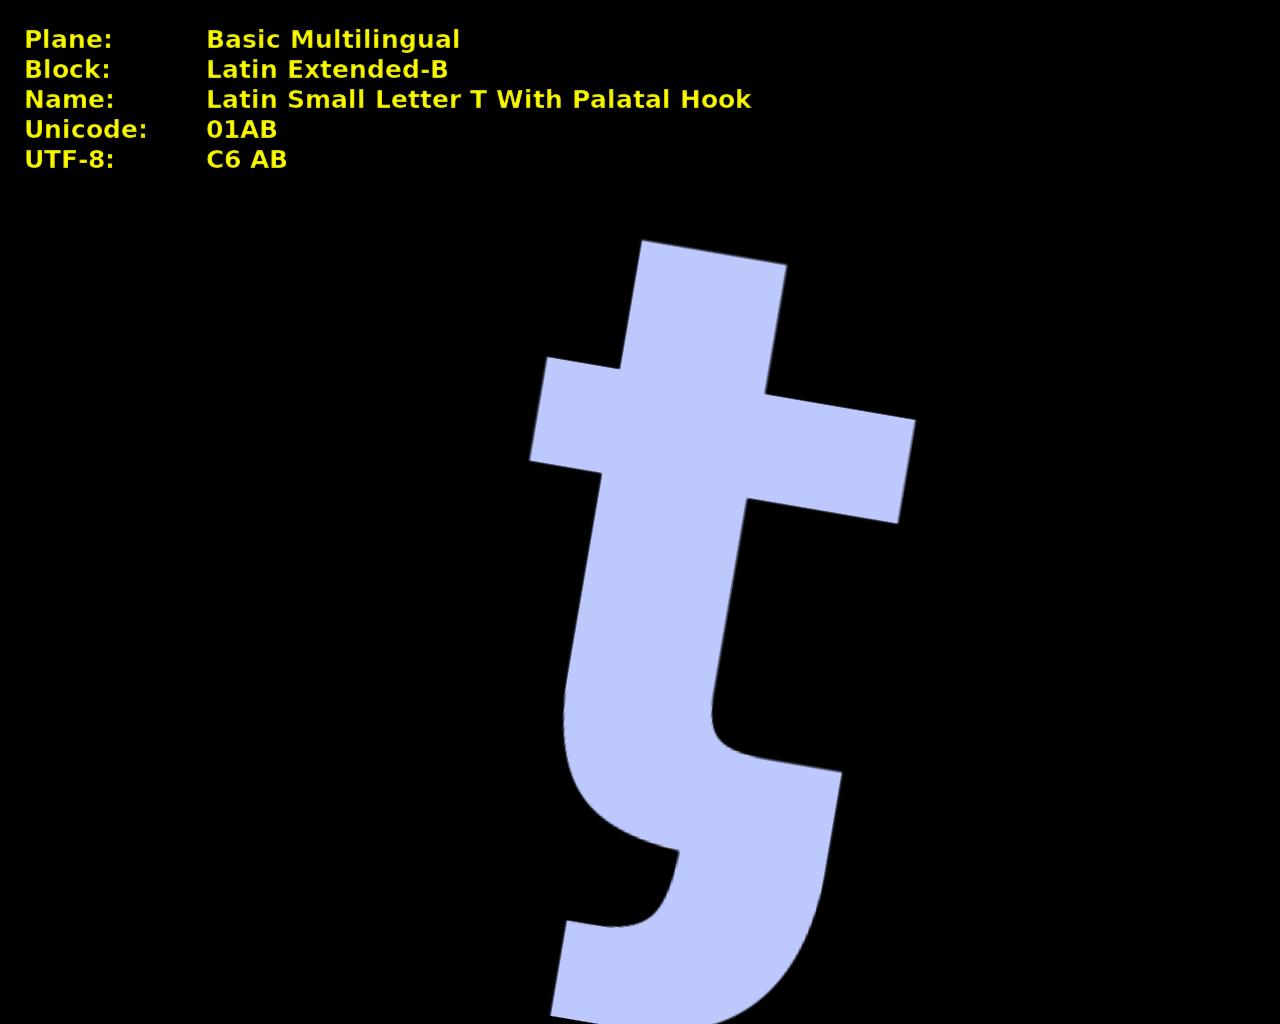 Plane: Basic Multilingual
Block: Latin Extended-B
Name: Latin Small Letter T With Palatal Hook
Unicode: 01AB
UTF-8: C6 AB
ƫ